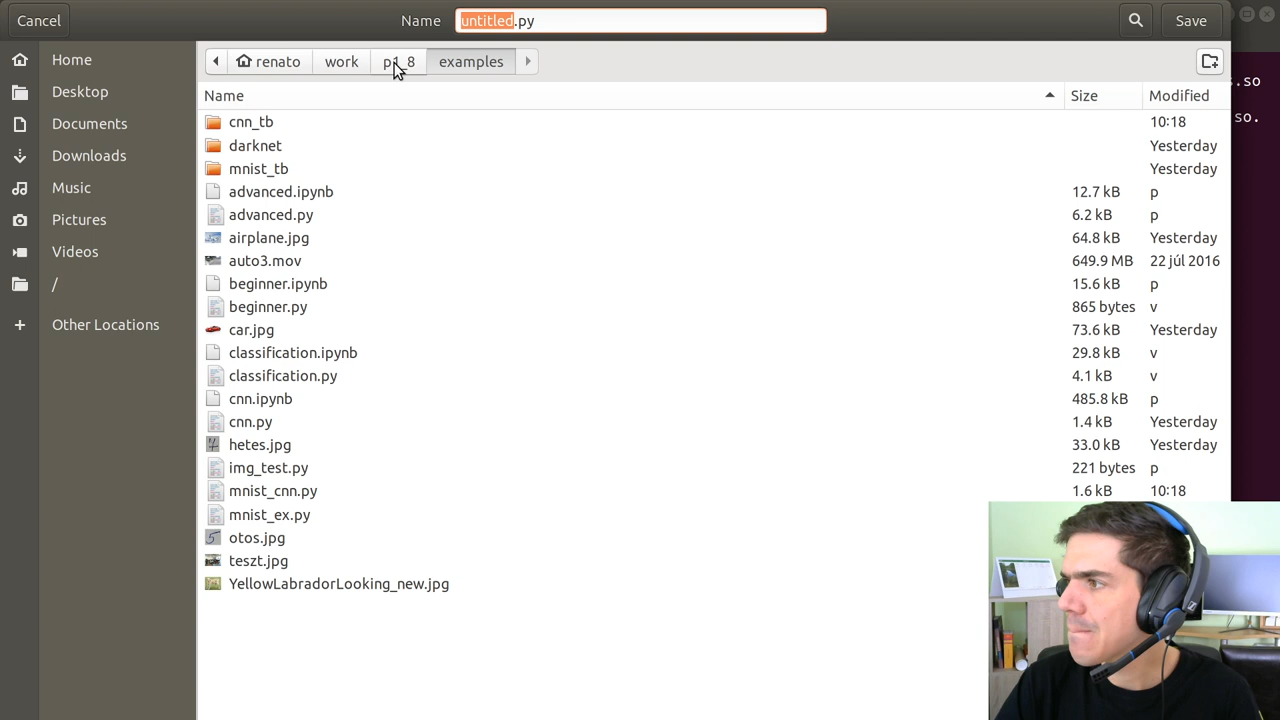 Cancel Name untitled.py Save
renato work examples
Name Size Modified
Home
Desktop
Documents
Downloads
Music
Pictures
Videos
/
Other Locations
cnn_tb 10:18
darknet Yesterday
mnist_tb Yesterday
advanced.ipynb 12.7 kB p
advanced.py 6.2 kB p
airplane.jpg 64.8 kB Yesterday
auto3.mov 649.9 MB 22 júl 2016
beginner.ipynb 15.6 kB p
beginner.py 865 bytes v
car.jpg 73.6 kB Yesterday
classification.ipynb 29.8 kB v
classification.py 4.1 kB v
cnn.ipynb 485.8 kB p
cnn.py 1.4 kB Yesterday
hetes.jpg 33.0 kB Yesterday
img_test.py 221 bytes p
mnist_cnn.py 1.6 kB 10:18
mnist_ex.py
otos.jpg
teszt.jpg
YellowLabradorLooking_new.jpg
.so
so.